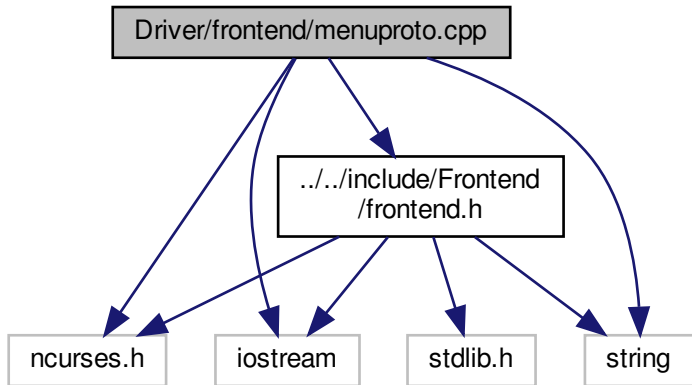 Driver/frontend/menuproto.cpp
../../include/Frontend
/frontend.h
ncurses.h
iostream
stdlib.h
string